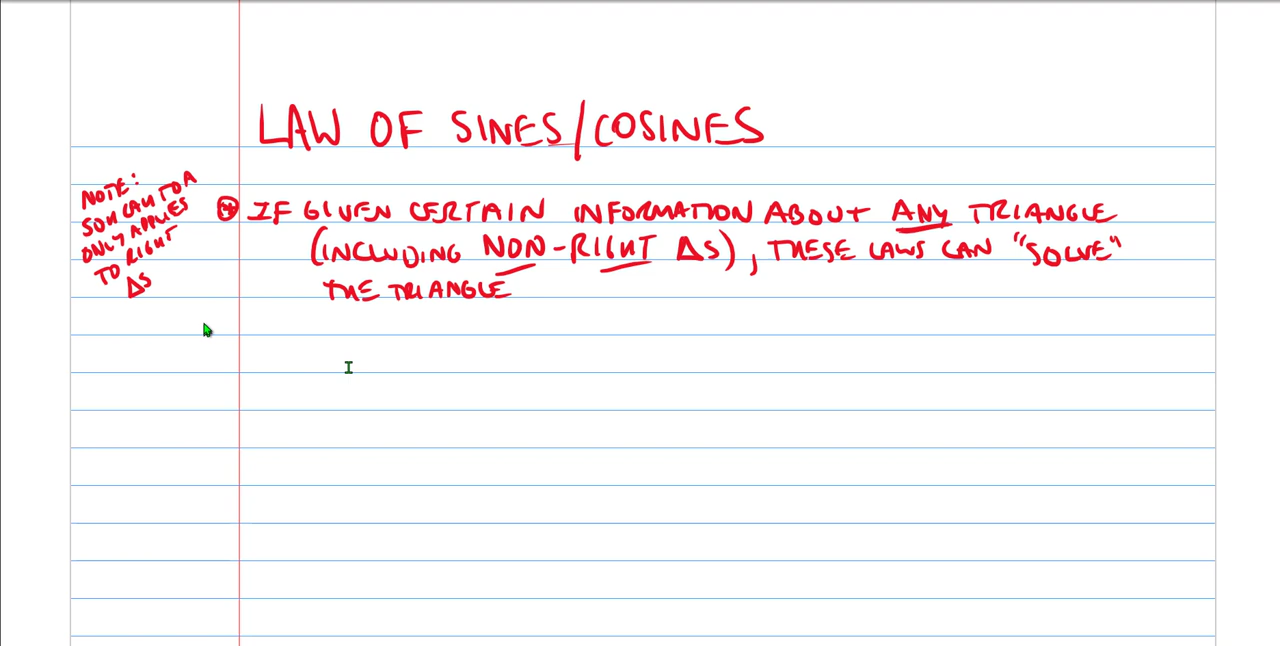 LAW OF SINES/COSINES
NOTE:
SOH CAH TOA
ONLY APPLIES
TO RIGHT
ΔS
IF GIVEN CERTAIN INFORMATION ABOUT ANY TRIANGLE
(INCLUDING NON-RIGHT ΔS), THESE LAWS CAN "SOLVE"
THE TRIANGLE